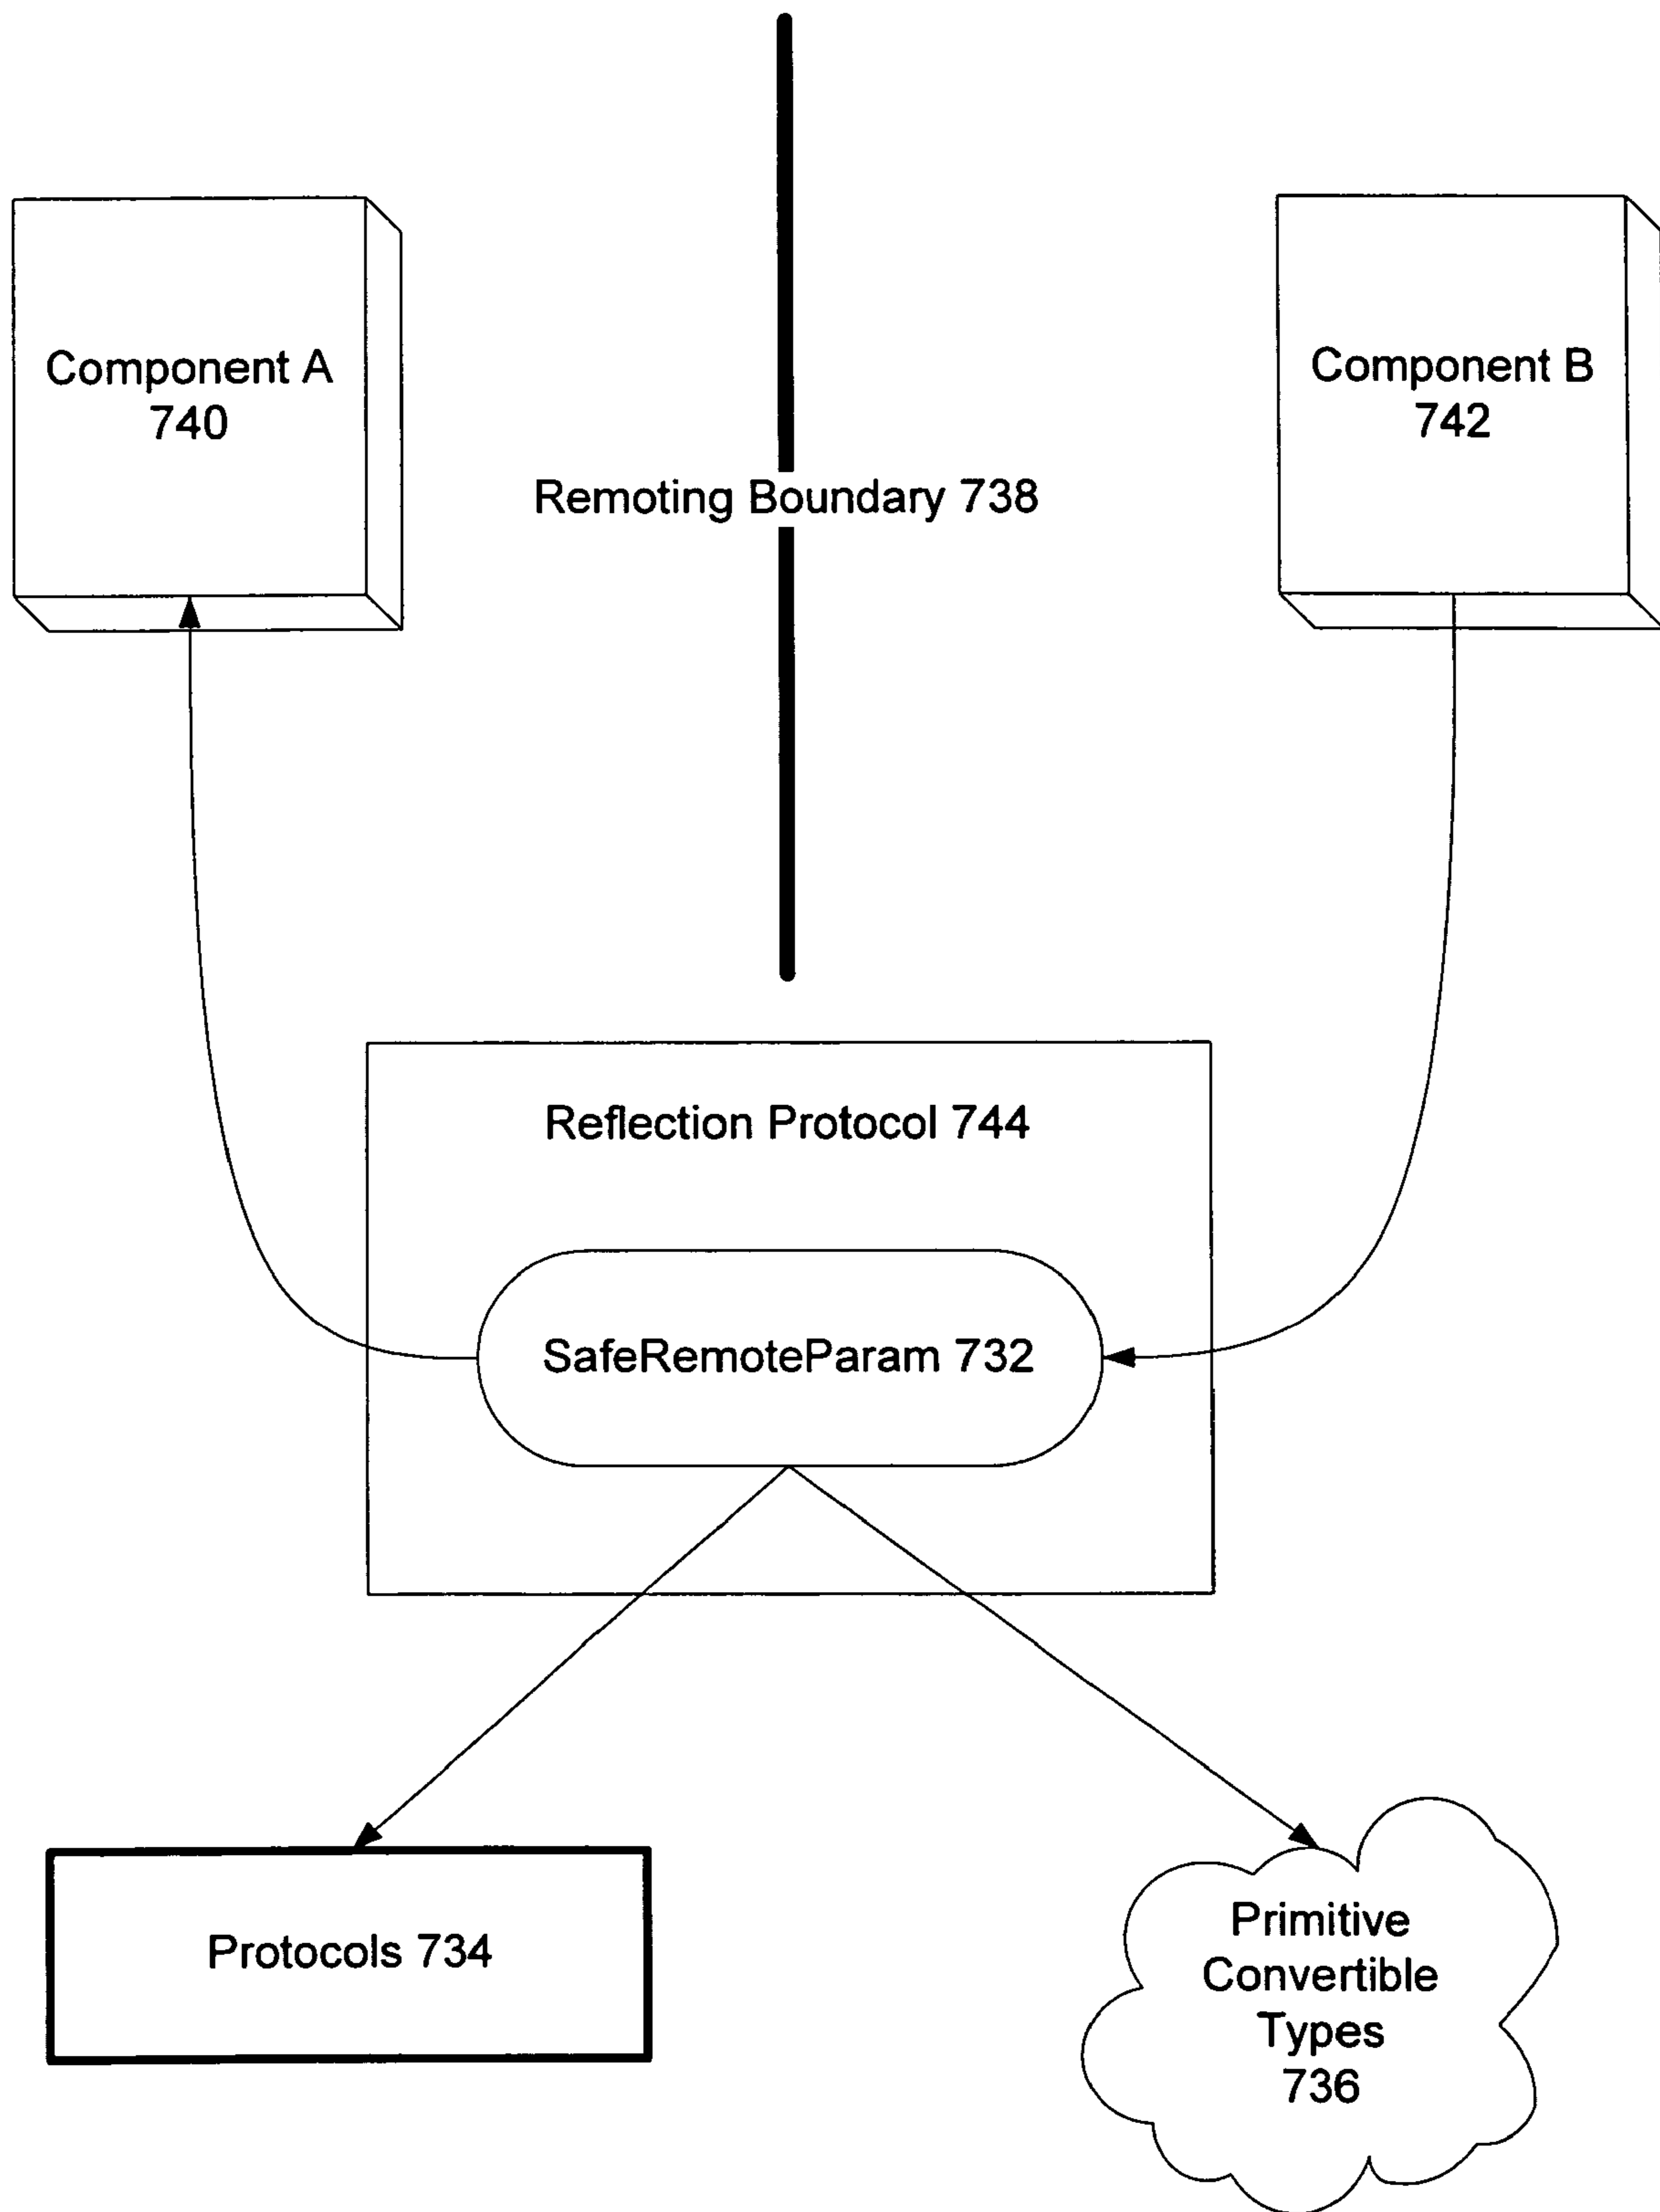 Component A
740
Component B
742
Remoting Boundary 738
Reflection Protocol 744
SafeRemoteParam 732
Protocols 734
Primitive
Convertible
Types
736